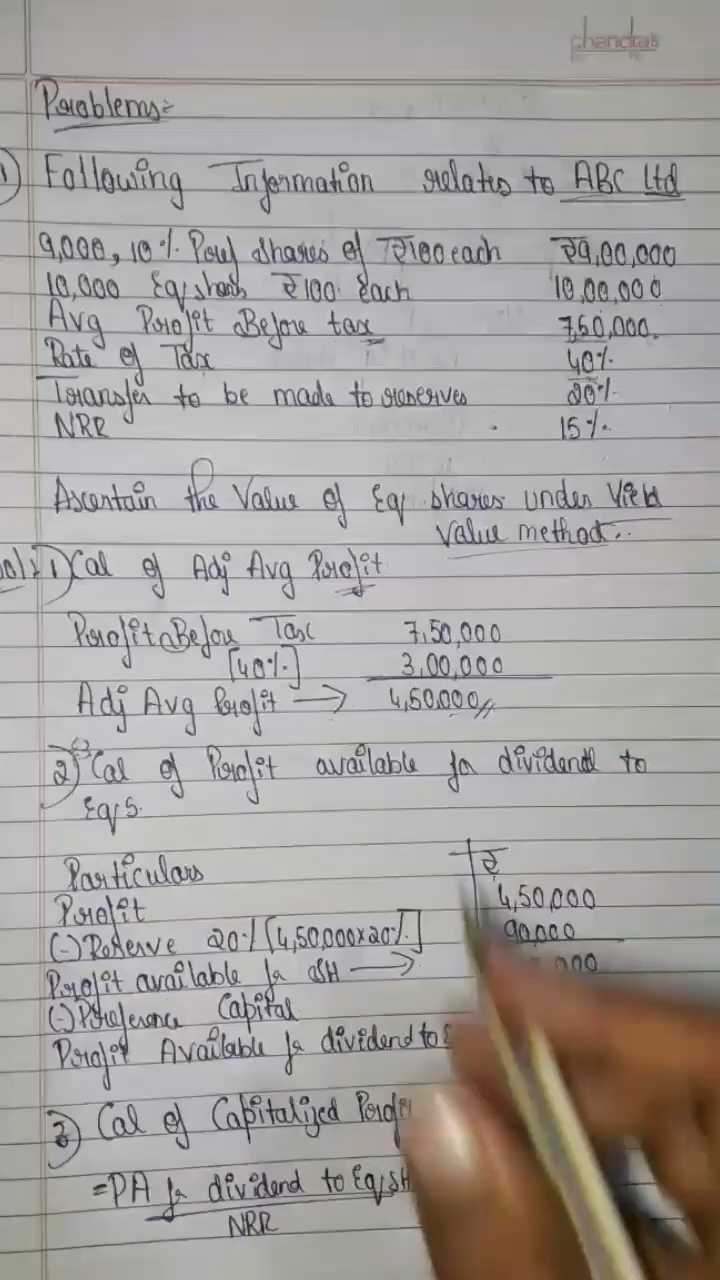 chandras
Problems:
1) Following Information relates to ABC Ltd
9,000, 10% Pref Shares of ₹100 each ₹9,00,000
10,000 Eq shares ₹100 Each 10,00,000
Avg Profit Before tax 7,50,000
Rate of Tax 40%
Transfer to be made to reserves 20%
NRR 15%
Ascertain the Value of Eq shares under Yield
Value method..
1) Cal of Adj Avg Profit
Profit Before Tax 7,50,000
[40%] 3,00,000
Adj Avg Profit → 4,50,000//
2) Cal of Profit available for dividend to
Eq S.
Particulars ₹
Profit 4,50,000
(-) Reserve 20% [4,50,000x20%] 90,000
Profit available for SH → 000
(-) Preference Capital
Profit Available for dividend to
3) Cal of Capitalized
= PA for dividend to Eq SH
NRR